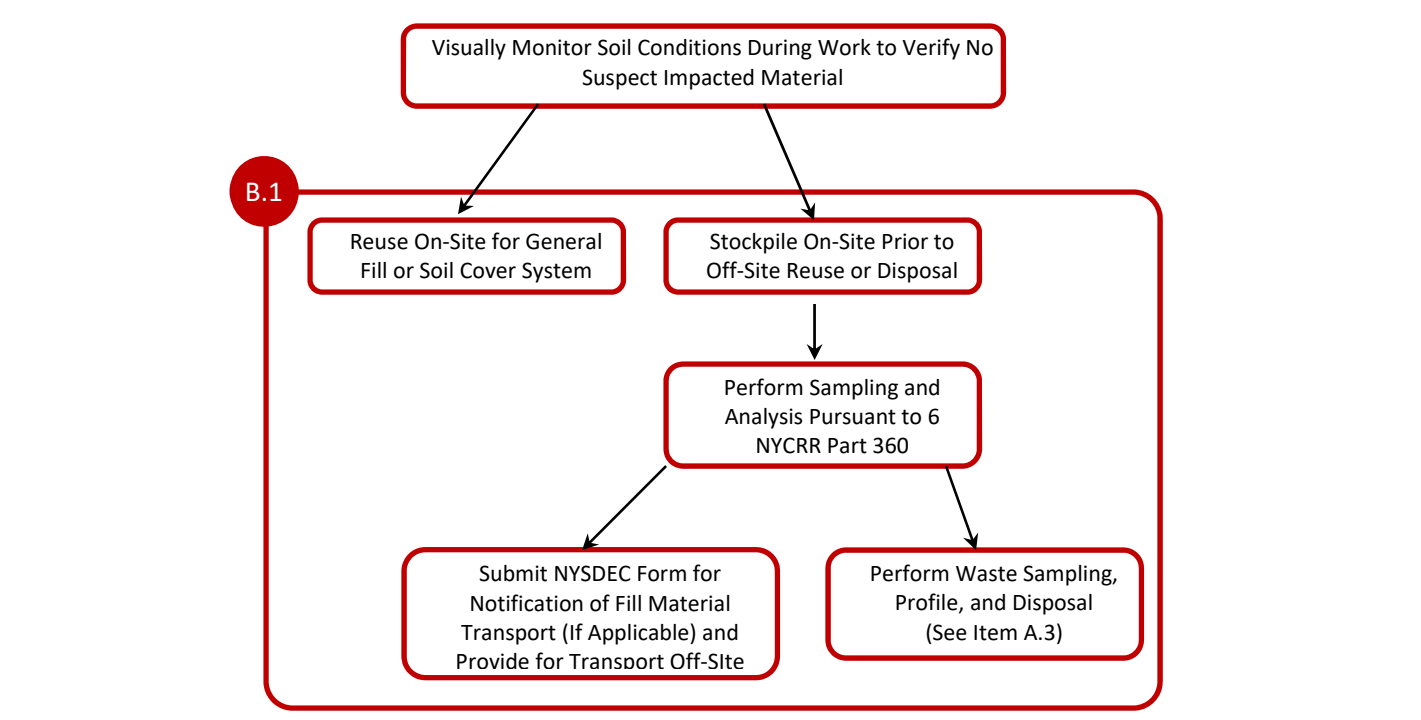 Visually Monitor Soil Conditions During Work to Verify No
Suspect Impacted Material
B.1
Reuse On-Site for General
Fill or Soil Cover System
Stockpile On-Site Prior to
Off-Site Reuse or Disposal
Perform Sampling and
Analysis Pursuant to 6
NYCRR Part 360
Submit NYSDEC Form for
Notification of Fill Material
Transport (If Applicable) and
Provide for Transport Off-SIte
Perform Waste Sampling,
Profile, and Disposal
(See Item A.3)